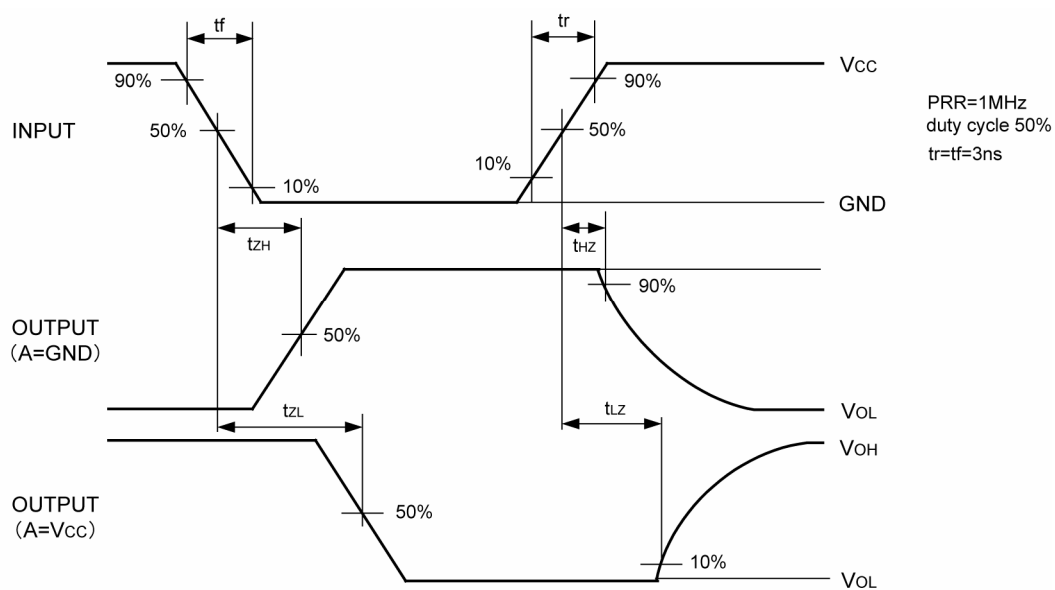 tf
tr
90%
90%
VCC
PRR=1MHz
duty cycle 50%
tr=tf=3ns
INPUT
50%
50%
10%
10%
GND
tZH
tHZ
90%
OUTPUT
(A=GND)
50%
tZL
tLZ
VOL
VOH
OUTPUT
(A=VCC)
50%
10%
VOL